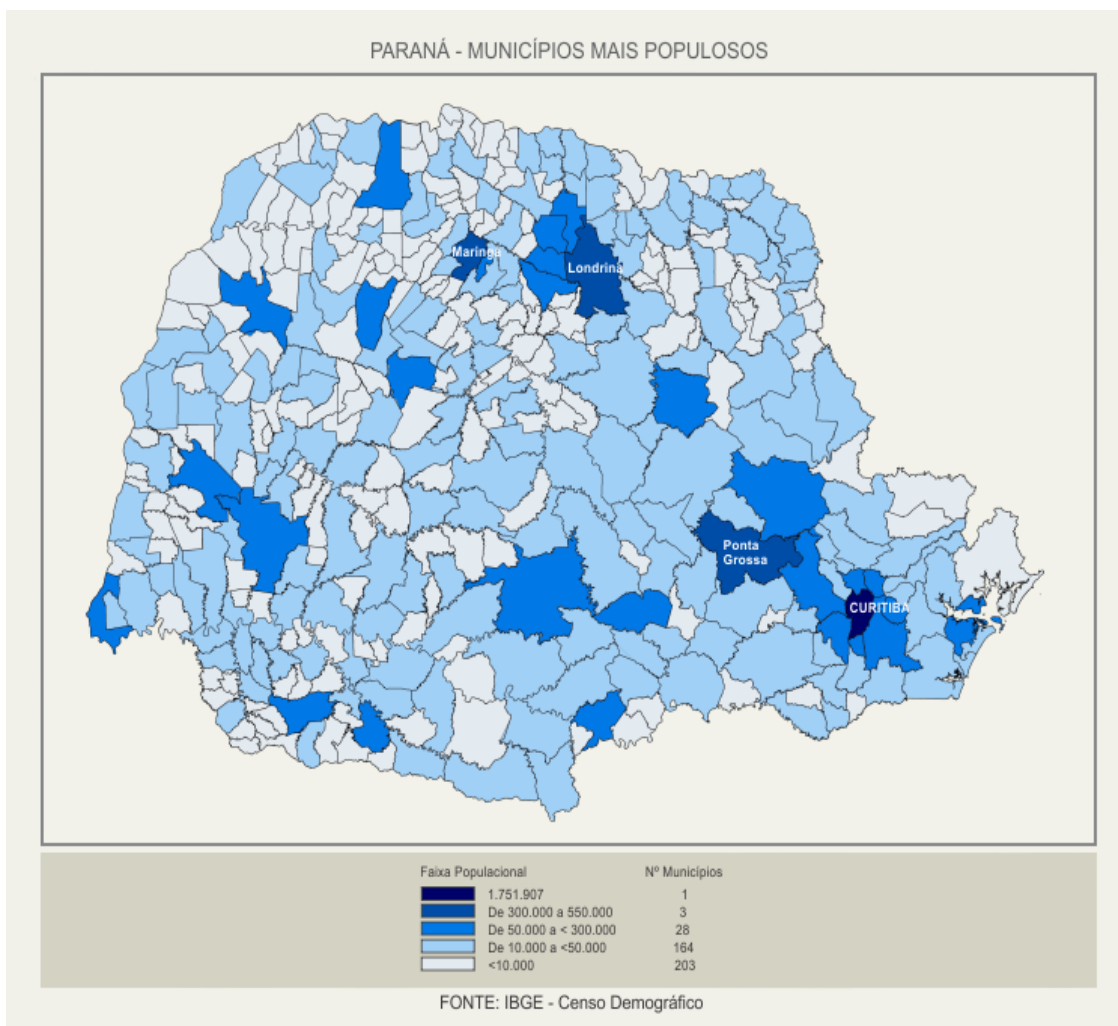 PARANÁ - MUNICÍPIOS MAIS POPULOSOS
Maringá
Londrina
Ponta
Grossa
CURITIBA
Faixa Populacional Nº Municípios
1.751.907 1
De 300.000 a 550.000 3
De 50.000 a < 300.000 28
De 10.000 a <50.000 164
<10.000 203
FONTE: IBGE - Censo Demográfico